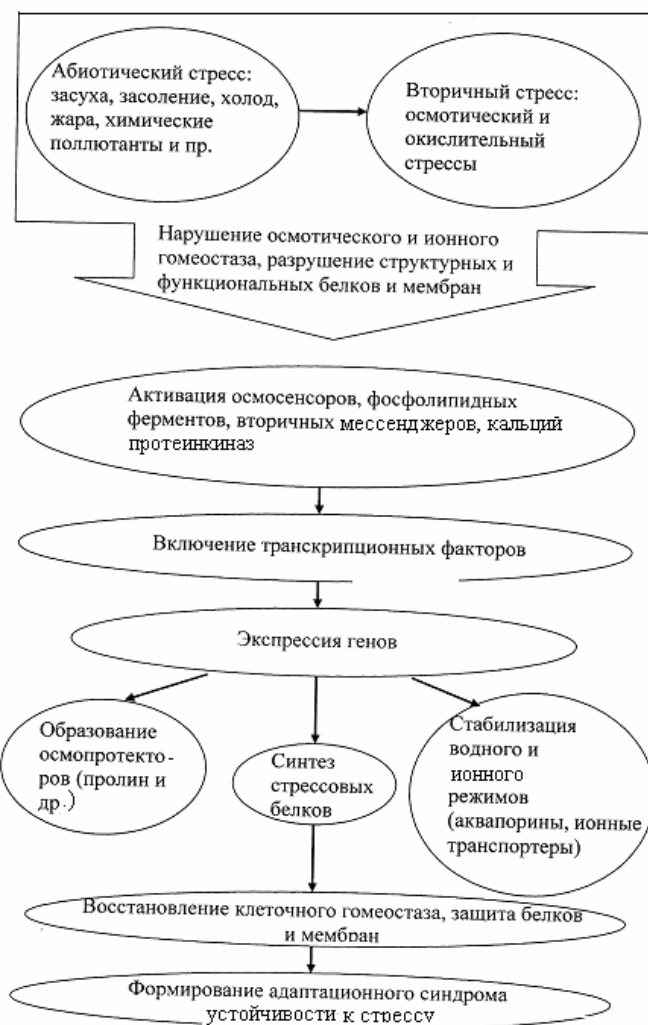 Абиотический стресс:
засуха, засоление, холод,
жара, химические
поллютанты и пр.
Вторичный стресс:
осмотический и
окислительный
стрессы
Нарушение осмотического и ионного
гомеостаза, разрушение структурных и
функциональных белков и мембран
Активация осмосенсоров, фосфолипидных
ферментов, вторичных мессенджеров, кальций
протеинкиназ
Включение транскрипционных факторов
Экспрессия генов
Образование
осмопротекто-
ров (пролин и
др.)
Синтез
стрессовых
белков
Стабилизация
водного и
ионного
режимов
(аквапорины, ионные
транспортеры)
Восстановление клеточного гомеостаза, защита белков
и мембран
Формирование адаптационного синдрома
устойчивости к стрессу